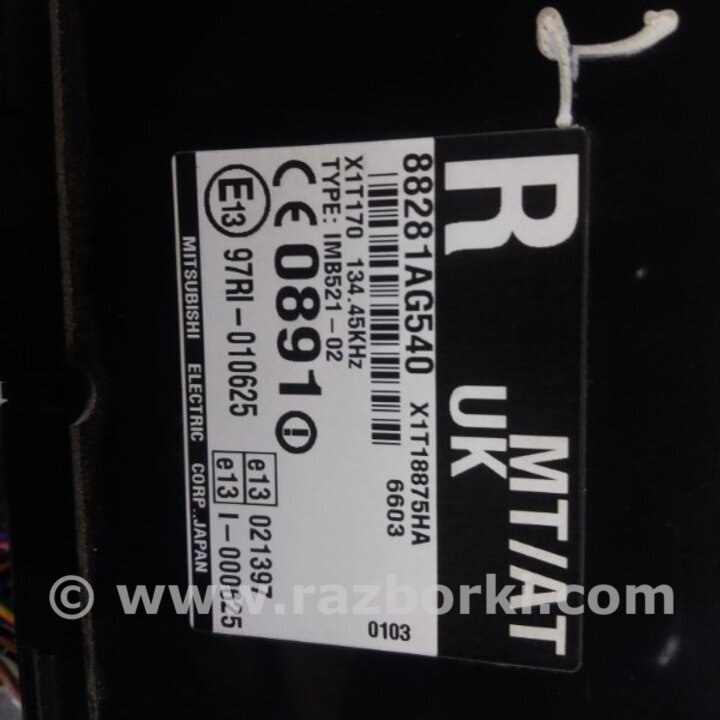 R UK MT/AT
88281AG540 X1T18875HA
6603
X1T170 134.45KHz
TYPE: IMB521-02
CE 0891
E13 97RI-010625
e13 021397
e13 I-000625
MITSUBISHI ELECTRIC CORP.,JAPAN
0103
© www.razborki.com